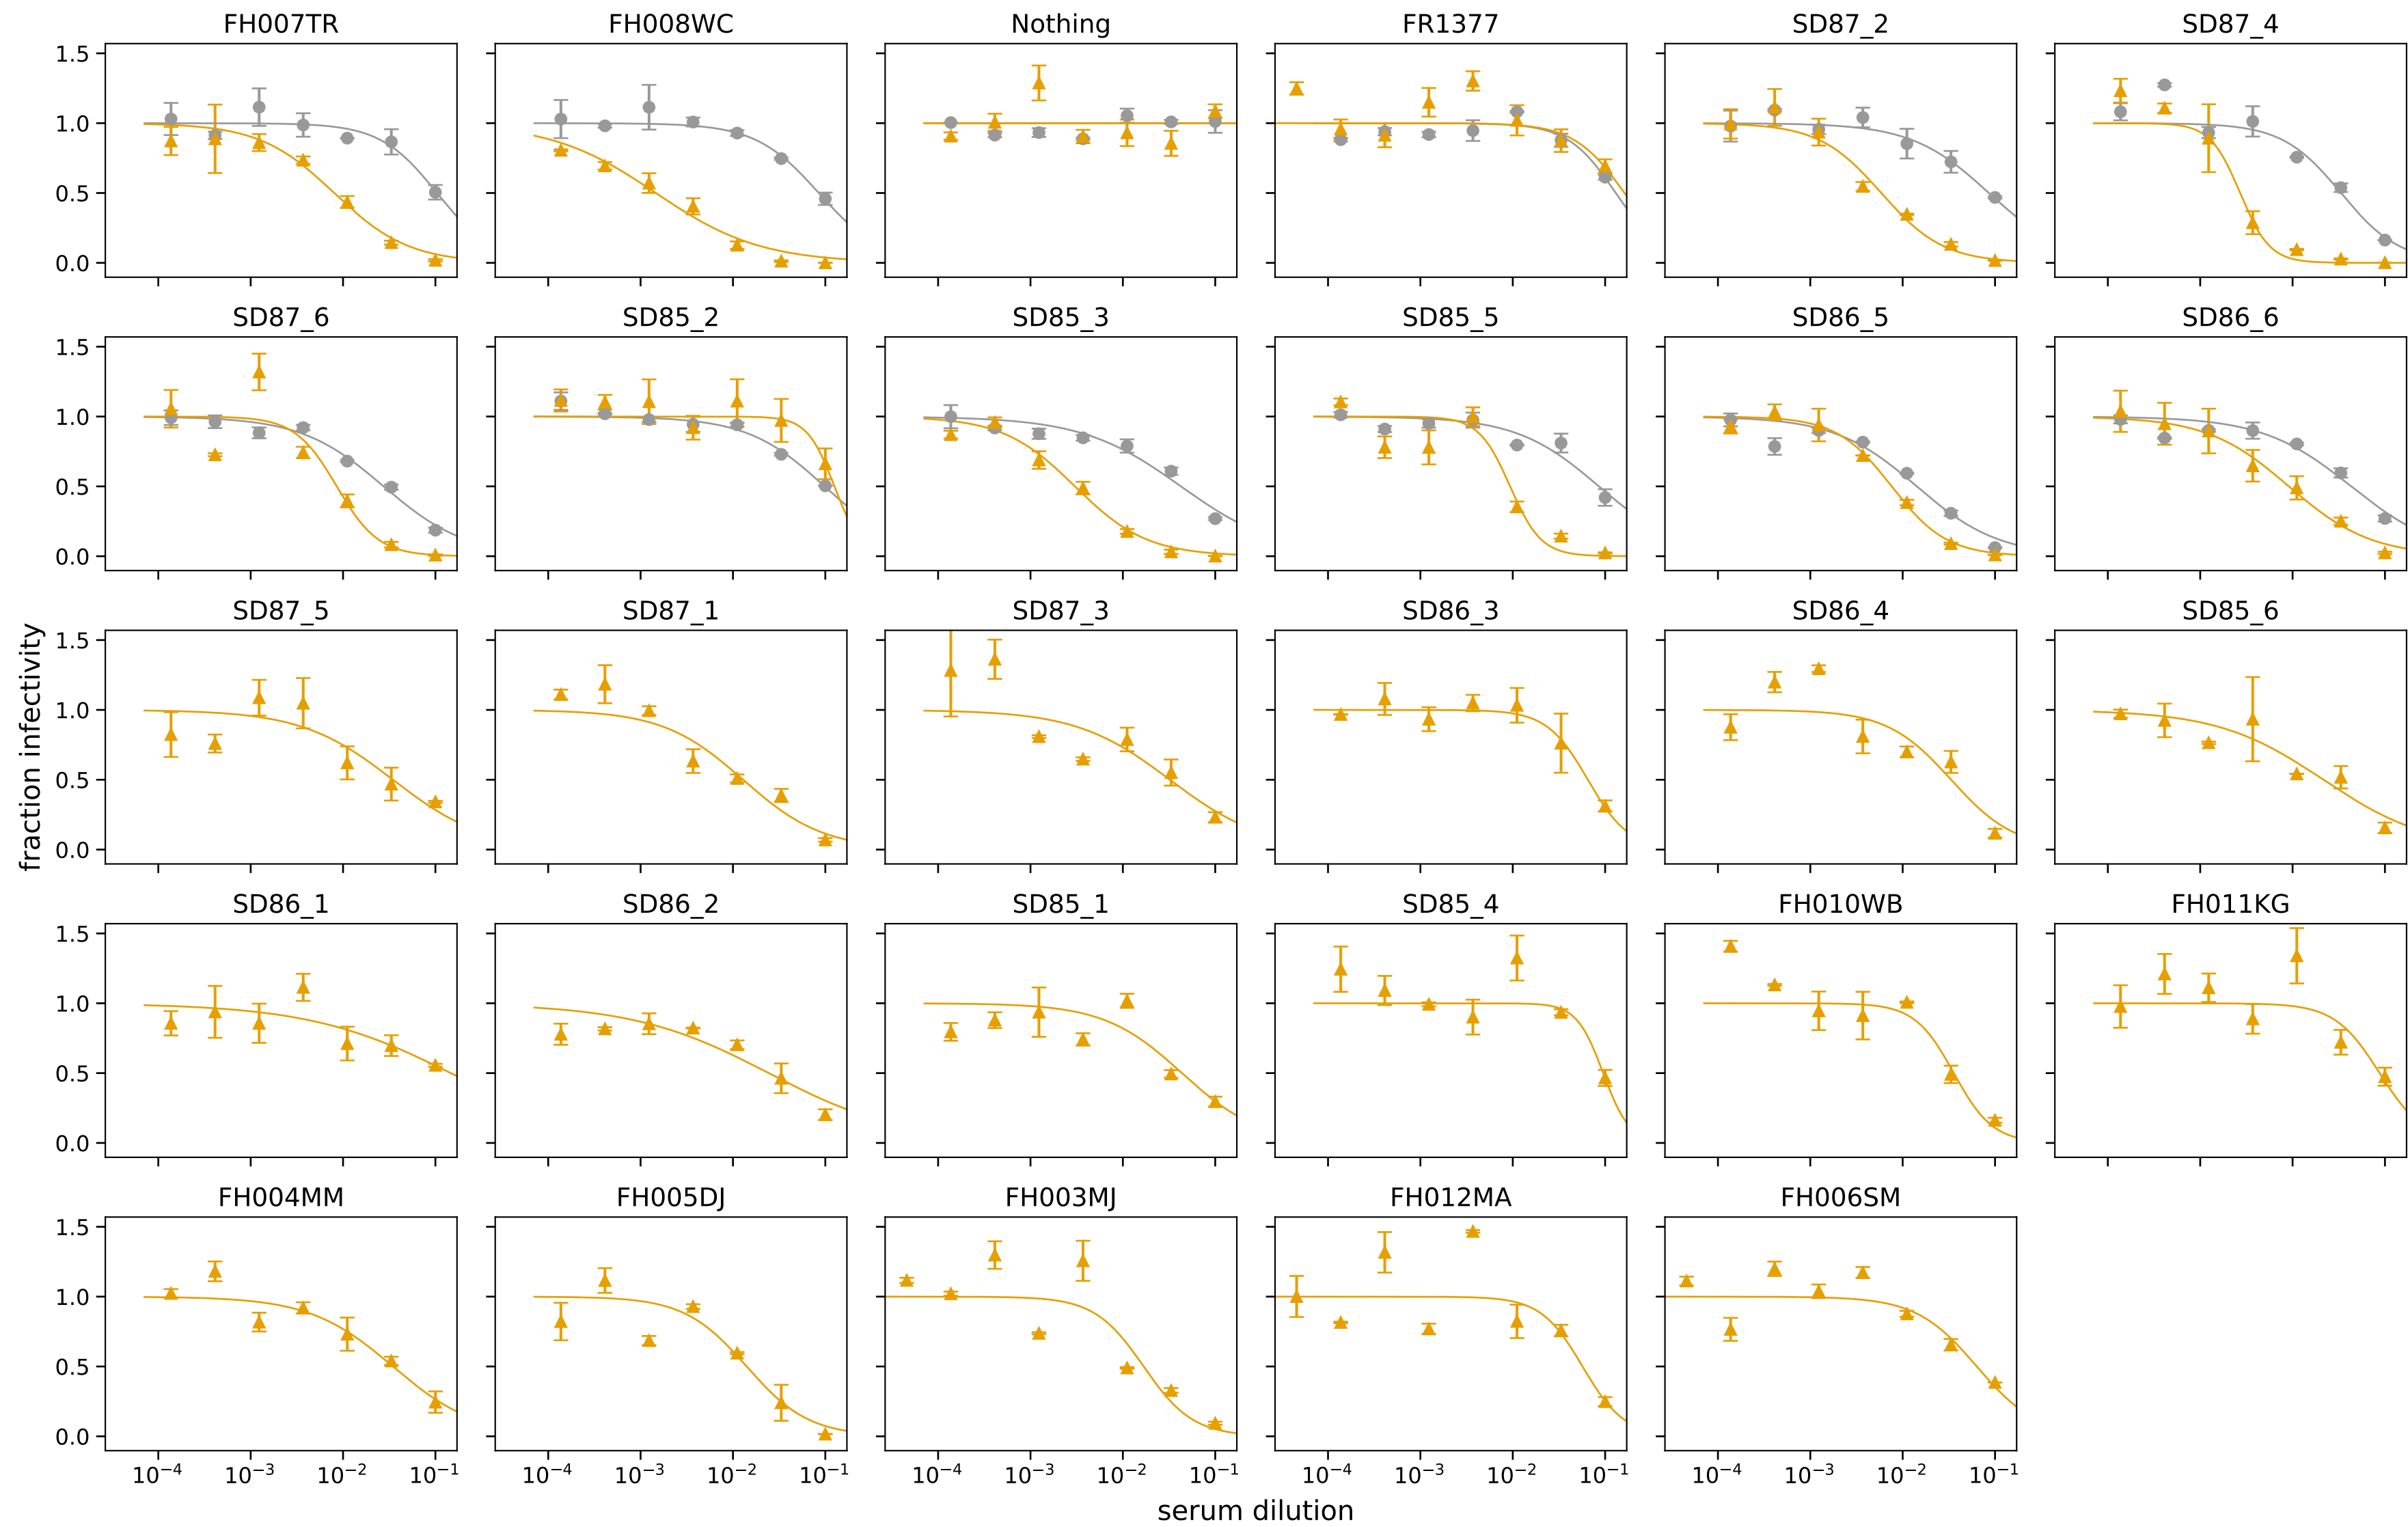 FH007TR FH008WC Nothing FR1377 SD87_2 SD87_4
1.5
1.0
0.5
0.0
SD87_6 SD85_2 SD85_3 SD85_5 SD86_5 SD86_6
1.5
1.0
0.5
0.0
SD87_5 SD87_1 SD87_3 SD86_3 SD86_4 SD85_6
1.5
1.0
0.5
0.0
fraction infectivity
SD86_1 SD86_2 SD85_1 SD85_4 FH010WB FH011KG
1.5
1.0
0.5
0.0
FH004MM FH005DJ FH003MJ FH012MA FH006SM
1.5
1.0
0.5
0.0
10⁻⁴ 10⁻³ 10⁻² 10⁻¹ 10⁻⁴ 10⁻³ 10⁻² 10⁻¹ 10⁻⁴ 10⁻³ 10⁻² 10⁻¹ 10⁻⁴ 10⁻³ 10⁻² 10⁻¹ 10⁻⁴ 10⁻³ 10⁻² 10⁻¹
serum dilution